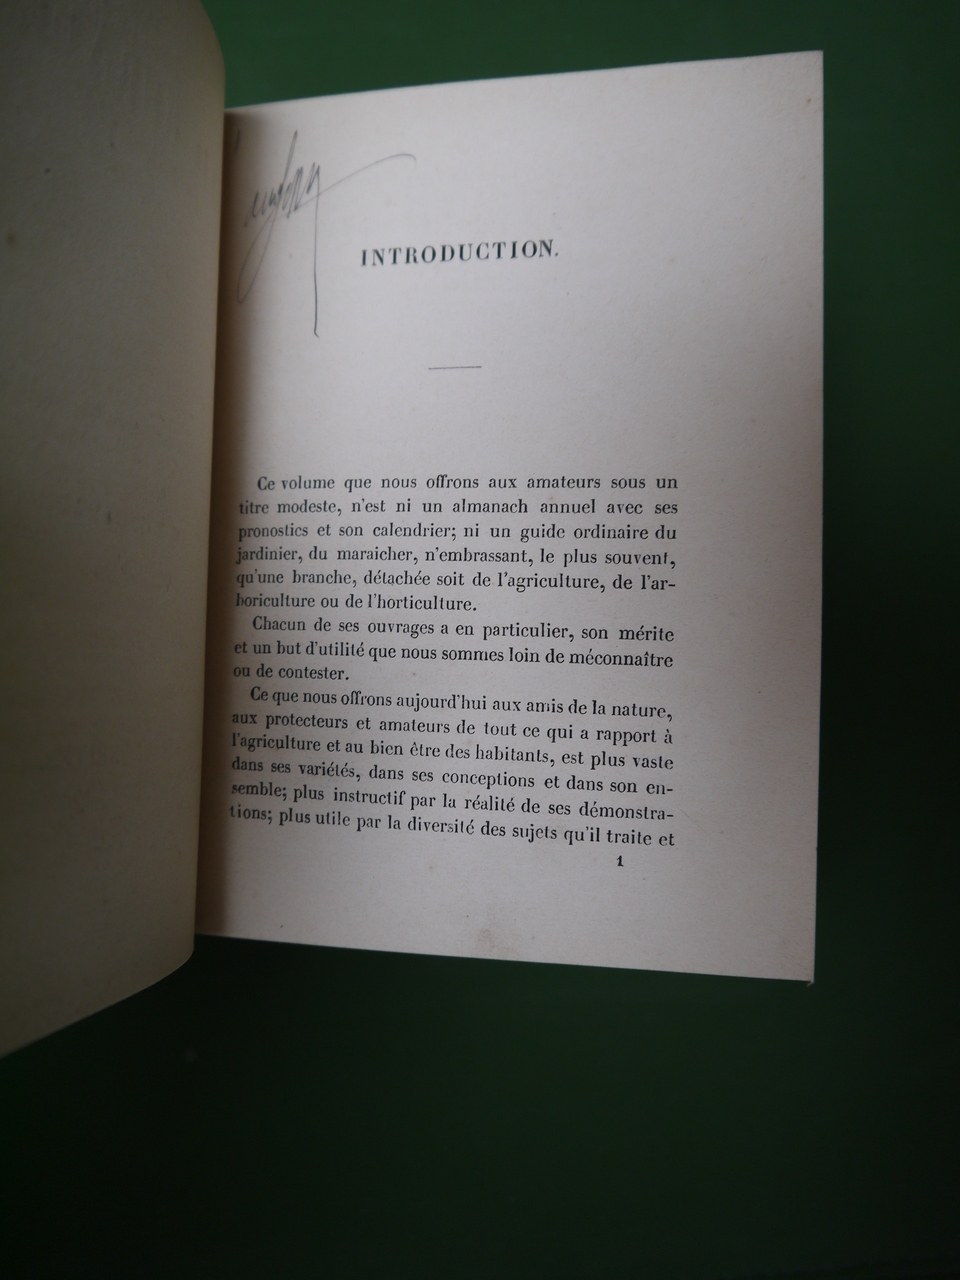 INTRODUCTION.
Ce volume que nous offrons aux amateurs sous un
titre modeste, n'est ni un almanach annuel avec ses
pronostics et son calendrier; ni un guide ordinaire du
jardinier, du maraicher, n'embrassant, le plus souvent,
qu'une branche, détachée soit de l'agriculture, de l'ar-
boriculture ou de l'horticulture.
Chacun de ses ouvrages a en particulier, son mérite
et un but d'utilité que nous sommes loin de méconnaître
ou de contester.
Ce que nous offrons aujourd'hui aux amis de la nature,
aux protecteurs et amateurs de tout ce qui a rapport à
l'agriculture et au bien être des habitants, est plus vaste
dans ses variétés, dans ses conceptions et dans son en-
semble; plus instructif par la réalité de ses démonstra-
tions; plus utile par la diversité des sujets qu'il traite et
1